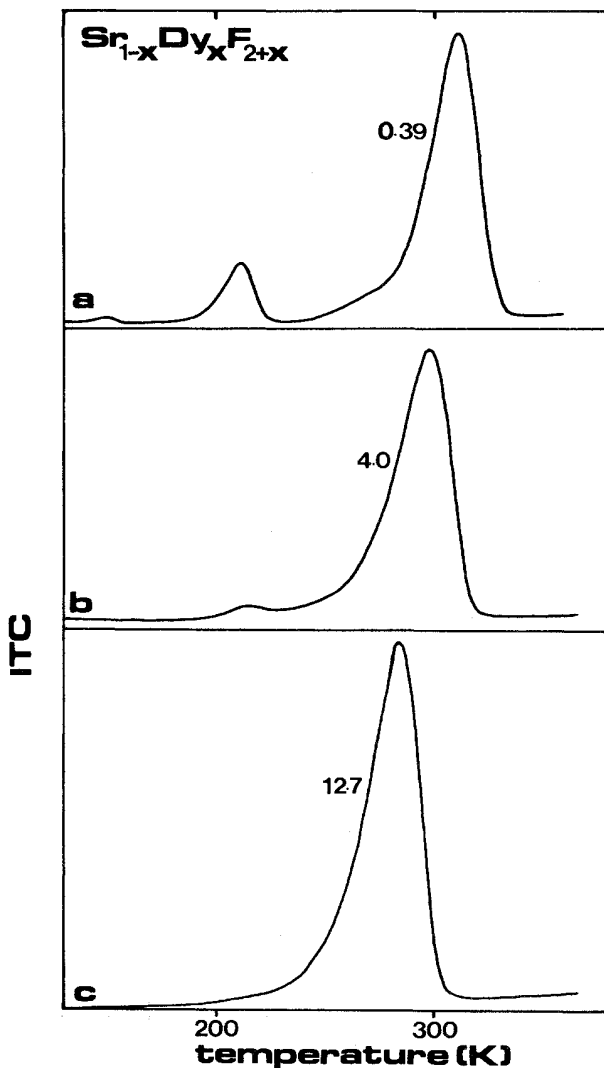 Sr₁₋ₓDyₓF₂₊ₓ
0.39
a
4.0
b
ITC
12.7
c
200 300
temperature (K)